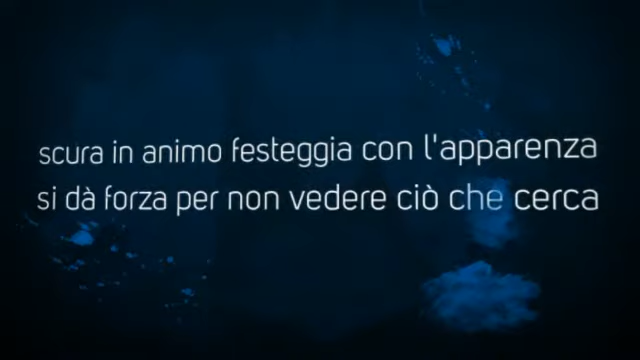 scura in animo festeggia con l'apparenza
si dà forza per non vedere ciò che cerca